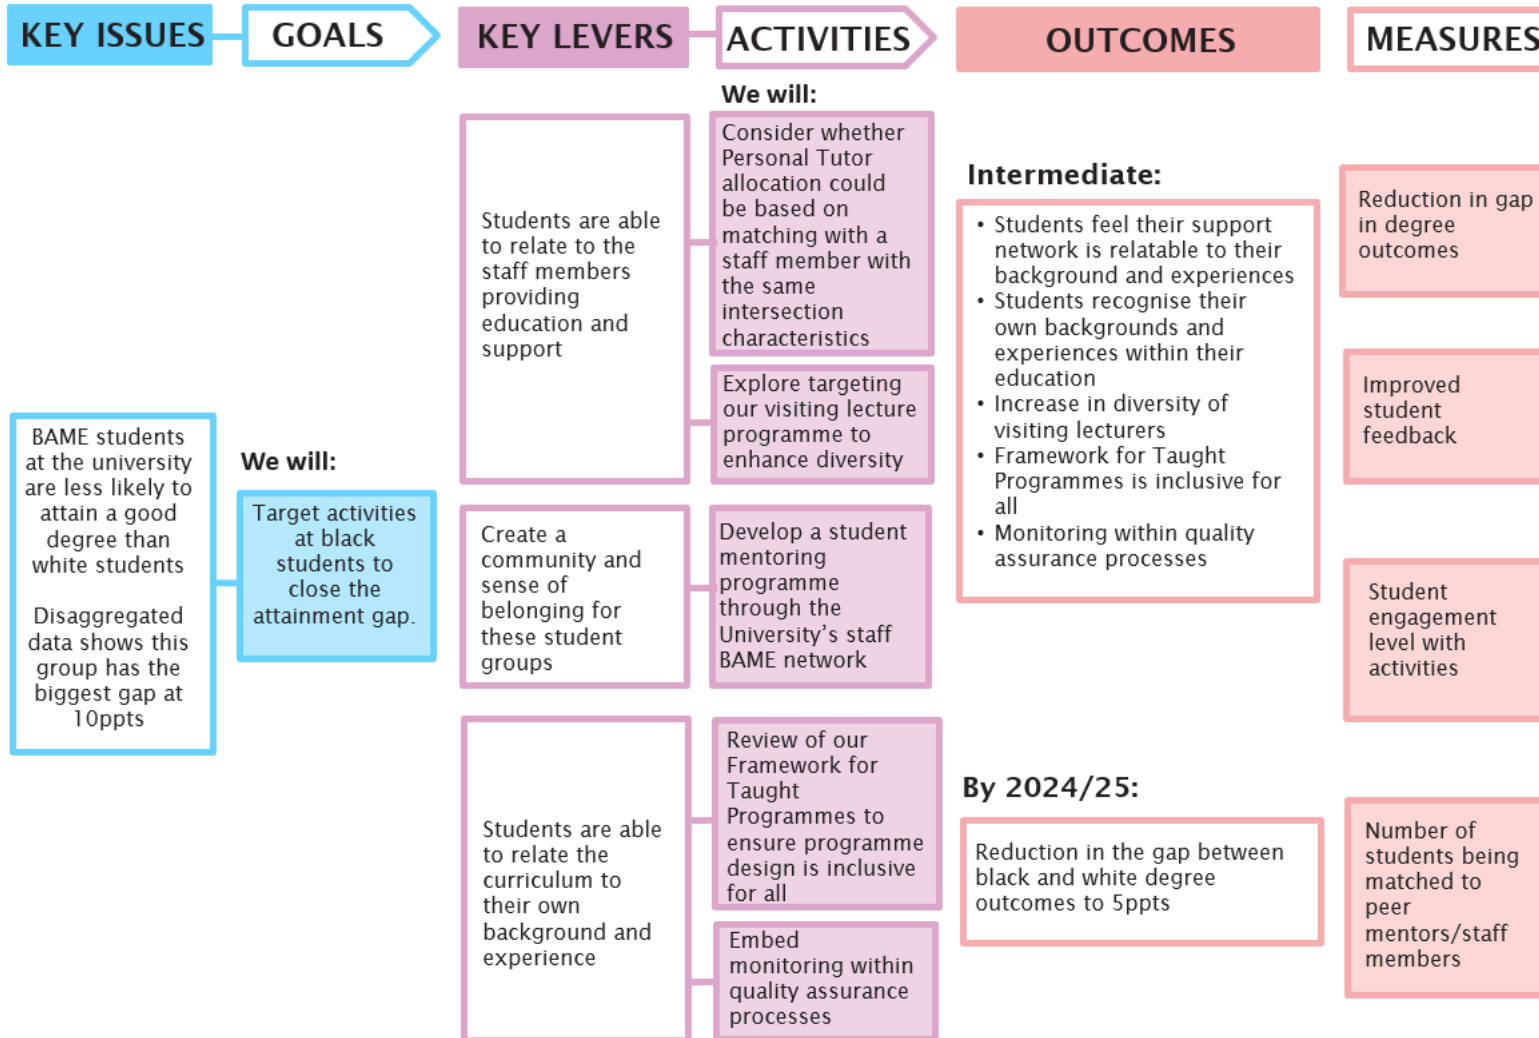 KEY ISSUES
GOALS
KEY LEVERS
ACTIVITIES
OUTCOMES
MEASURES
BAME students
at the university
are less likely to
attain a good
degree than
white students
Disaggregated
data shows this
group has the
biggest gap at
10ppts
We will:
Target activities
at black
students to
close the
attainment gap.
Students are able
to relate to the
staff members
providing
education and
support
Create a
community and
sense of
belonging for
these student
groups
Students are able
to relate the
curriculum to
their own
background and
experience
We will:
Consider whether
Personal Tutor
allocation could
be based on
matching with a
staff member with
the same
intersection
characteristics
Explore targeting
our visiting lecture
programme to
enhance diversity
Develop a student
mentoring
programme
through the
University's staff
BAME network
Review of our
Framework for
Taught
Programmes to
ensure programme
design is inclusive
for all
Embed
monitoring within
quality assurance
processes
Intermediate:
• Students feel their support
network is relatable to their
background and experiences
• Students recognise their
own backgrounds and
experiences within their
education
• Increase in diversity of
visiting lecturers
• Framework for Taught
Programmes is inclusive for
all
• Monitoring within quality
assurance processes
By 2024/25:
Reduction in the gap between
black and white degree
outcomes to 5ppts
Reduction in gap
in degree
outcomes
Improved
student
feedback
Student
engagement
level with
activities
Number of
students being
matched to
peer
mentors/staff
members